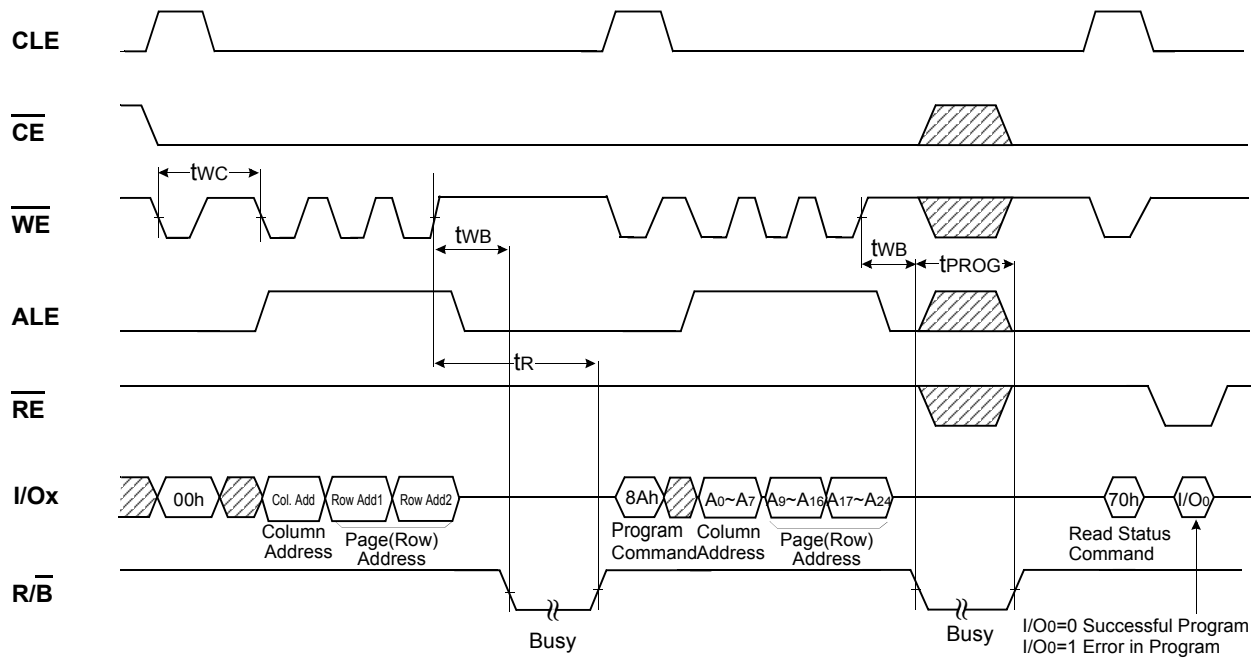 CLE
CE
tWC
WE
tWB
tWB
tPROG
ALE
tR
RE
I/Ox
00h
Col. Add
Row Add1
Row Add2
8Ah
A0~A7
A9~A16
A17~A24
70h
I/O0
Column
Address
Page(Row)
Address
Program
Command
Column
Address
Page(Row)
Address
Read Status
Command
R/B
Busy
Busy
I/O0=0 Successful Program
I/O0=1 Error in Program